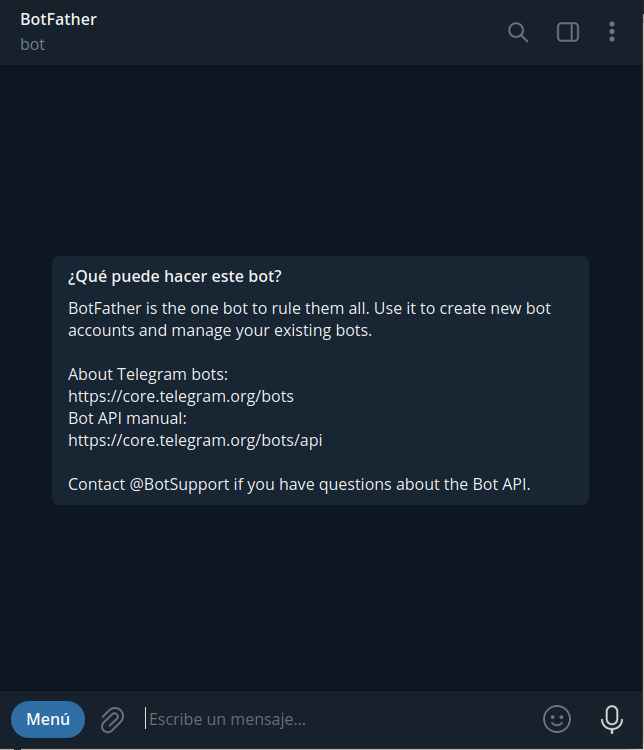 BotFather
bot
¿Qué puede hacer este bot?
BotFather is the one bot to rule them all. Use it to create new bot
accounts and manage your existing bots.
About Telegram bots:
https://core.telegram.org/bots
Bot API manual:
https://core.telegram.org/bots/api
Contact @BotSupport if you have questions about the Bot API.
Menú
Escribe un mensaje...